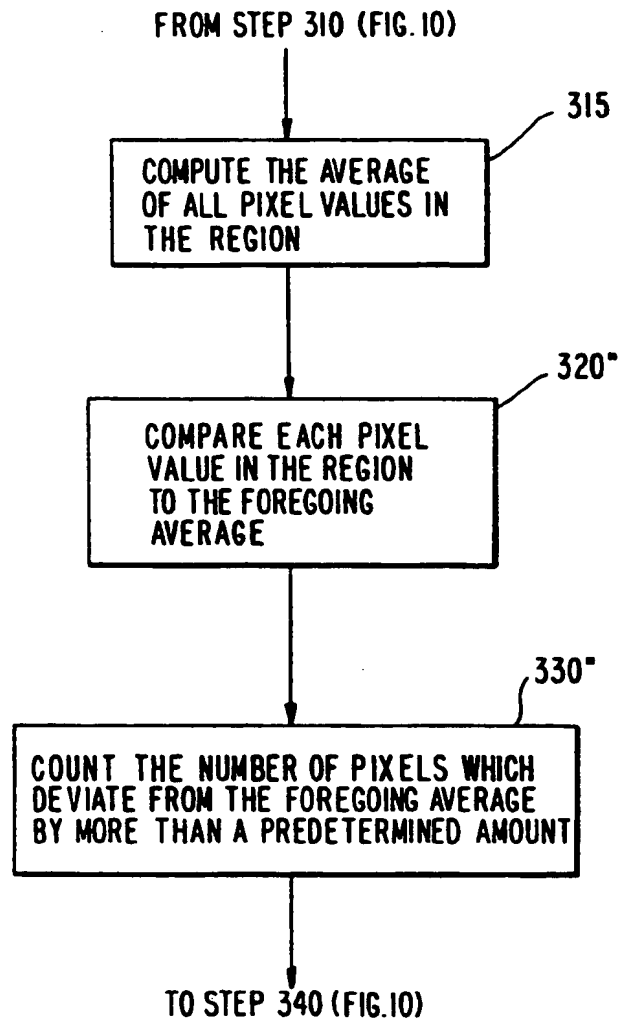 FROM STEP 310 (FIG. 10)
315
COMPUTE THE AVERAGE
OF ALL PIXEL VALUES IN
THE REGION
320"
COMPARE EACH PIXEL
VALUE IN THE REGION
TO THE FOREGOING
AVERAGE
330"
COUNT THE NUMBER OF PIXELS WHICH
DEVIATE FROM THE FOREGOING AVERAGE
BY MORE THAN A PREDETERMINED AMOUNT
TO STEP 340 (FIG.10)